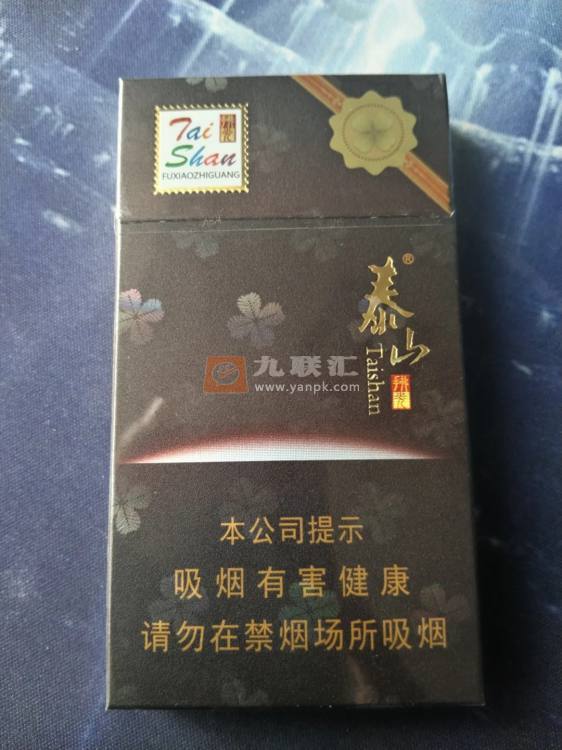 Tai
Shan
FUXIAOZHIGUANG
泰山®
Taishan
九联汇
www.yanpk.com
本公司提示
吸烟有害健康
请勿在禁烟场所吸烟